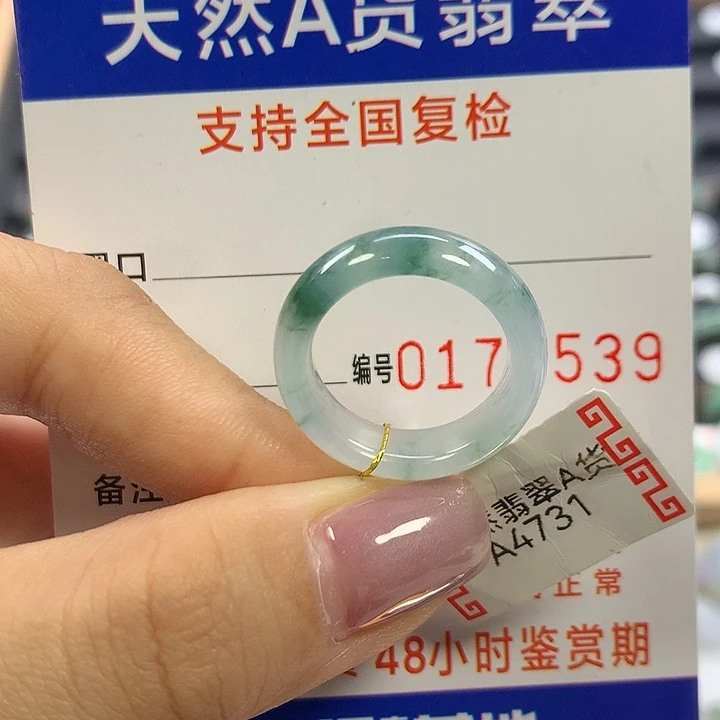 天然A货翡翠
支持全国复检
口
编号017 539
备注
翡翠A货
A4731
正常
48小时鉴赏期